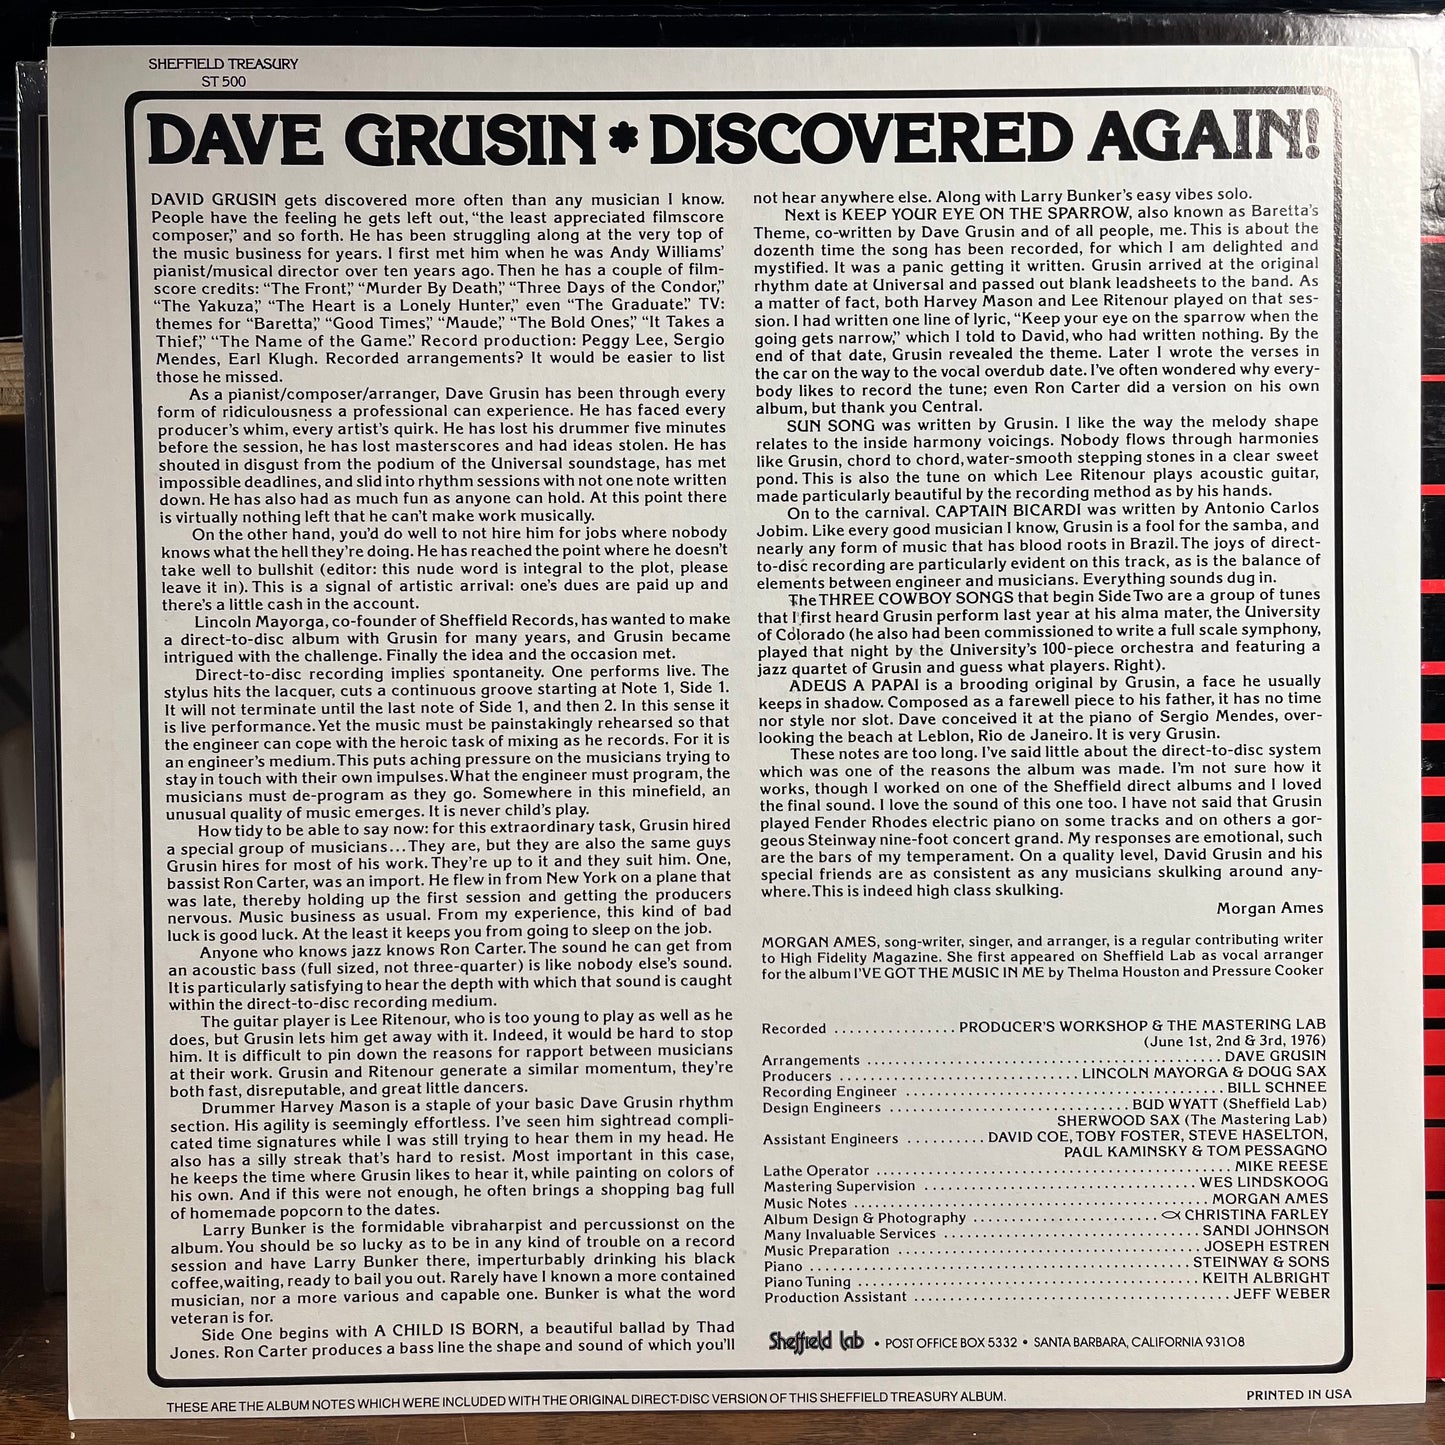 SHEFFIELD TREASURY
ST 500
DAVE GRUSIN * DISCOVERED AGAIN!
DAVID GRUSIN gets discovered more often than any musician I know.
People have the feeling he gets left out, “the least appreciated filmscore
composer,” and so forth. He has been struggling along at the very top of
the music business for years. I first met him when he was Andy Williams’
pianist/musical director over ten years ago. Then he has a couple of film-
score credits: “The Front,” “Murder By Death,” “Three Days of the Condor,”
“The Yakuza,” “The Heart is a Lonely Hunter,” even “The Graduate.” TV:
themes for “Baretta,” “Good Times,” “Maude,” “The Bold Ones,” “It Takes a
Thief,” “The Name of the Game.” Record production: Peggy Lee, Sergio
Mendes, Earl Klugh. Recorded arrangements? It would be easier to list
those he missed.
As a pianist/composer/arranger, Dave Grusin has been through every
form of ridiculousness a professional can experience. He has faced every
producer’s whim, every artist’s quirk. He has lost his drummer five minutes
before the session, he has lost masterscores and had ideas stolen. He has
shouted in disgust from the podium of the Universal soundstage, has met
impossible deadlines, and slid into rhythm sessions with not one note written
down. He has also had as much fun as anyone can hold. At this point there
is virtually nothing left that he can’t make work musically.
On the other hand, you’d do well to not hire him for jobs where nobody
knows what the hell they’re doing. He has reached the point where he doesn’t
take well to bullshit (editor: this nude word is integral to the plot, please
leave it in). This is a signal of artistic arrival: one’s dues are paid up and
there’s a little cash in the account.
Lincoln Mayorga, co-founder of Sheffield Records, has wanted to make
a direct-to-disc album with Grusin for many years, and Grusin became
intrigued with the challenge. Finally the idea and the occasion met.
Direct-to-disc recording implies spontaneity. One performs live. The
stylus hits the lacquer, cuts a continuous groove starting at Note 1, Side 1.
It will not terminate until the last note of Side 1, and then 2. In this sense it
is live performance. Yet the music must be painstakingly rehearsed so that
the engineer can cope with the heroic task of mixing as he records. For it is
an engineer’s medium. This puts aching pressure on the musicians trying to
stay in touch with their own impulses. What the engineer must program, the
musicians must de-program as they go. Somewhere in this minefield, an
unusual quality of music emerges. It is never child’s play.
How tidy to be able to say now: for this extraordinary task, Grusin hired
a special group of musicians... They are, but they are also the same guys
Grusin hires for most of his work. They’re up to it and they suit him. One,
bassist Ron Carter, was an import. He flew in from New York on a plane that
was late, thereby holding up the first session and getting the producers
nervous. Music business as usual. From my experience, this kind of bad
luck is good luck. At the least it keeps you from going to sleep on the job.
Anyone who knows jazz knows Ron Carter. The sound he can get from
an acoustic bass (full sized, not three-quarter) is like nobody else’s sound.
It is particularly satisfying to hear the depth with which that sound is caught
within the direct-to-disc recording medium.
The guitar player is Lee Ritenour, who is too young to play as well as he
does, but Grusin lets him get away with it. Indeed, it would be hard to stop
him. It is difficult to pin down the reasons for rapport between musicians
at their work. Grusin and Ritenour generate a similar momentum, they’re
both fast, disreputable, and great little dancers.
Drummer Harvey Mason is a staple of your basic Dave Grusin rhythm
section. His agility is seemingly effortless. I’ve seen him sightread compli-
cated time signatures while I was still trying to hear them in my head. He
also has a silly streak that’s hard to resist. Most important in this case,
he keeps the time where Grusin likes to hear it, while painting on colors of
his own. And if this were not enough, he often brings a shopping bag full
of homemade popcorn to the dates.
Larry Bunker is the formidable vibraharpist and percussionst on the
album. You should be so lucky as to be in any kind of trouble on a record
session and have Larry Bunker there, imperturbably drinking his black
coffee, waiting, ready to bail you out. Rarely have I known a more contained
musician, nor a more various and capable one. Bunker is what the word
veteran is for.
Side One begins with A CHILD IS BORN, a beautiful ballad by Thad
Jones. Ron Carter produces a bass line the shape and sound of which you’ll
not hear anywhere else. Along with Larry Bunker’s easy vibes solo.
Next is KEEP YOUR EYE ON THE SPARROW, also known as Baretta’s
Theme, co-written by Dave Grusin and of all people, me. This is about the
dozenth time the song has been recorded, for which I am delighted and
mystified. It was a panic getting it written. Grusin arrived at the original
rhythm date at Universal and passed out blank leadsheets to the band. As
a matter of fact, both Harvey Mason and Lee Ritenour played on that ses-
sion. I had written one line of lyric, “Keep your eye on the sparrow when the
going gets narrow,” which I told to David, who had written nothing. By the
end of that date, Grusin revealed the theme. Later I wrote the verses in
the car on the way to the vocal overdub date. I’ve often wondered why every-
body likes to record the tune; even Ron Carter did a version on his own
album, but thank you Central.
SUN SONG was written by Grusin. I like the way the melody shape
relates to the inside harmony voicings. Nobody flows through harmonies
like Grusin, chord to chord, water-smooth stepping stones in a clear sweet
pond. This is also the tune on which Lee Ritenour plays acoustic guitar,
made particularly beautiful by the recording method as by his hands.
On to the carnival. CAPTAIN BICARDI was written by Antonio Carlos
Jobim. Like every good musician I know, Grusin is a fool for the samba, and
nearly any form of music that has blood roots in Brazil. The joys of direct-
to-disc recording are particularly evident on this track, as is the balance of
elements between engineer and musicians. Everything sounds dug in.
The THREE COWBOY SONGS that begin Side Two are a group of tunes
that I first heard Grusin perform last year at his alma mater, the University
of Colorado (he also had been commissioned to write a full scale symphony,
played that night by the University’s 100-piece orchestra and featuring a
jazz quartet of Grusin and guess what players. Right).
ADEUS A PAPAI is a brooding original by Grusin, a face he usually
keeps in shadow. Composed as a farewell piece to his father, it has no time
nor style nor slot. Dave conceived it at the piano of Sergio Mendes, over-
looking the beach at Leblon, Rio de Janeiro. It is very Grusin.
These notes are too long. I’ve said little about the direct-to-disc system
which was one of the reasons the album was made. I’m not sure how it
works, though I worked on one of the Sheffield direct albums and I loved
the final sound. I love the sound of this one too. I have not said that Grusin
played Fender Rhodes electric piano on some tracks and on others a gor-
geous Steinway nine-foot concert grand. My responses are emotional, such
are the bars of my temperament. On a quality level, David Grusin and his
special friends are as consistent as any musicians skulking around any-
where. This is indeed high class skulking.
Morgan Ames
MORGAN AMES, song-writer, singer, and arranger, is a regular contributing writer
to High Fidelity Magazine. She first appeared on Sheffield Lab as vocal arranger
for the album I’VE GOT THE MUSIC IN ME by Thelma Houston and Pressure Cooker
Recorded ............... PRODUCER’S WORKSHOP & THE MASTERING LAB
(June 1st, 2nd & 3rd, 1976)
Arrangements ............... DAVE GRUSIN
Producers ............... LINCOLN MAYORGA & DOUG SAX
Recording Engineer ............... BILL SCHNEE
Design Engineers ............... BUD WYATT (Sheffield Lab)
SHERWOOD SAX (The Mastering Lab)
Assistant Engineers .......... DAVID COE, TOBY FOSTER, STEVE HASELTON,
PAUL KAMINSKY & TOM PESSAGNO
Lathe Operator ............... MIKE REESE
Mastering Supervision ............... WES LINDSKOOG
Music Notes ............... MORGAN AMES
Album Design & Photography ............... CHRISTINA FARLEY
Many Invaluable Services ............... SANDI JOHNSON
Music Preparation ............... JOSEPH ESTREN
Piano ............... STEINWAY & SONS
Piano Tuning ............... KEITH ALBRIGHT
Production Assistant ............... JEFF WEBER
Sheffield Lab • POST OFFICE BOX 5332 • SANTA BARBARA, CALIFORNIA 93108
THESE ARE THE ALBUM NOTES WHICH WERE INCLUDED WITH THE ORIGINAL DIRECT-DISC VERSION OF THIS SHEFFIELD TREASURY ALBUM.
PRINTED IN USA